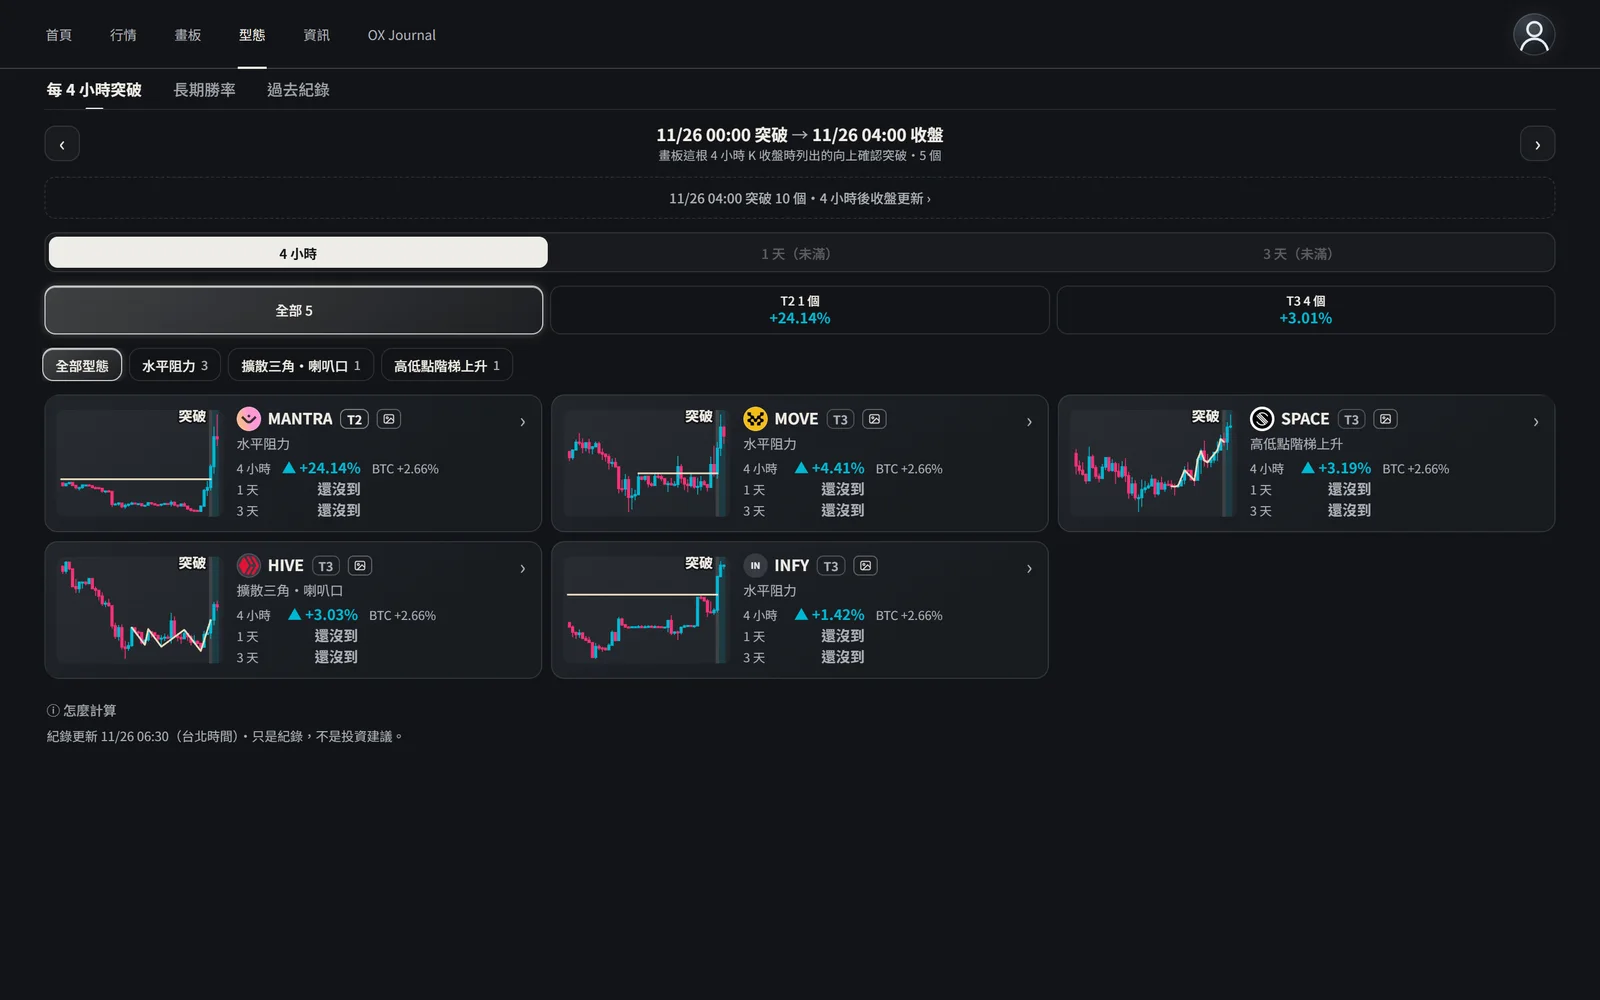 首頁 行情 畫板 型態 資訊 OX Journal
每 4 小時突破 長期勝率 過去紀錄
‹ 11/26 00:00 突破 → 11/26 04:00 收盤 ›
畫板這根 4 小時 K 收盤時列出的向上確認突破・5 個
11/26 04:00 突破 10 個・4 小時後收盤更新 ›
4 小時 1 天（未滿） 3 天（未滿）
全部 5
T2 1 個
+24.14%
T3 4 個
+3.01%
全部型態 水平阻力 3 擴散三角・喇叭口 1 高低點階梯上升 1
突破
MANTRA T2 ›
水平阻力
4 小時 ▲ +24.14% BTC +2.66%
1 天 還沒到
3 天 還沒到
突破
MOVE T3 ›
水平阻力
4 小時 ▲ +4.41% BTC +2.66%
1 天 還沒到
3 天 還沒到
突破
SPACE T3 ›
高低點階梯上升
4 小時 ▲ +3.19% BTC +2.66%
1 天 還沒到
3 天 還沒到
突破
HIVE T3 ›
擴散三角・喇叭口
4 小時 ▲ +3.03% BTC +2.66%
1 天 還沒到
3 天 還沒到
突破
IN INFY T3 ›
水平阻力
4 小時 ▲ +1.42% BTC +2.66%
1 天 還沒到
3 天 還沒到
ⓘ 怎麼計算
紀錄更新 11/26 06:30（台北時間）・只是紀錄，不是投資建議。